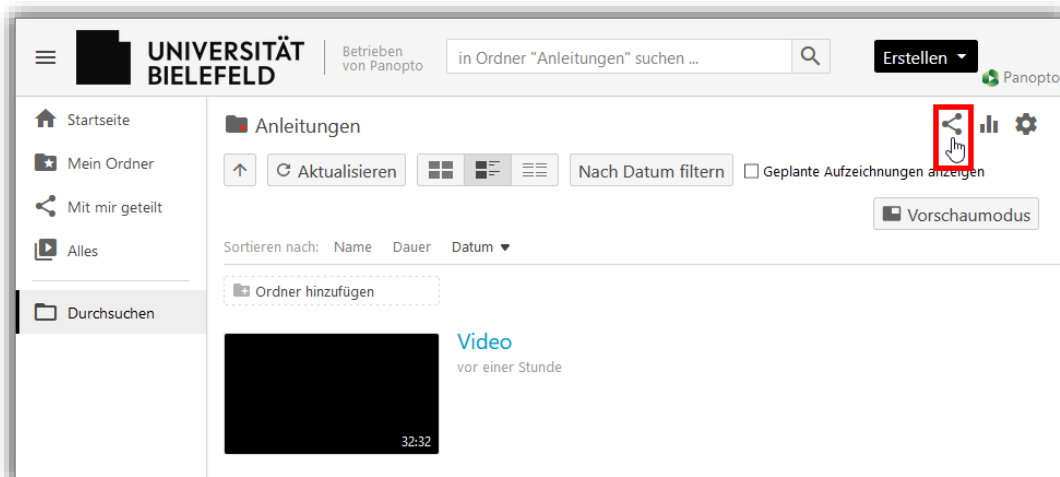 UNIVERSITÄT
BIELEFELD
Betrieben
von Panopto
in Ordner "Anleitungen" suchen ...
Erstellen
Panopto
Startseite
Mein Ordner
Mit mir geteilt
Alles
Durchsuchen
Anleitungen
Aktualisieren
Nach Datum filtern
Geplante Aufzeichnungen anzeigen
Vorschaumodus
Sortieren nach: Name Dauer Datum
Ordner hinzufügen
Video
vor einer Stunde
32:32